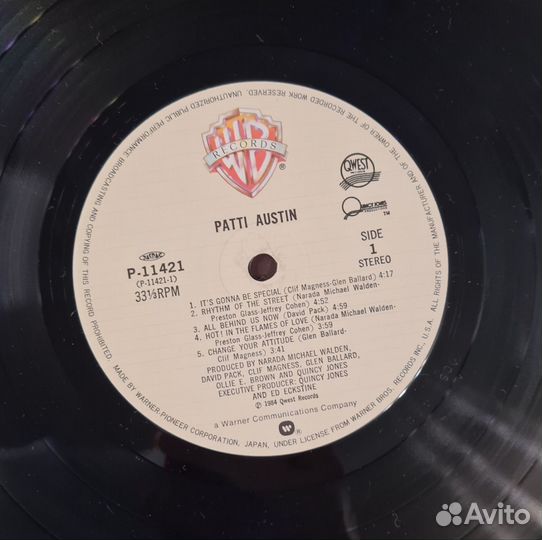 WB
RECORDS
®
QWEST
QUINCY JONES
PRODUCTIONS
TM
PATTI AUSTIN
P-11421
(P-11421-1)
33⅓RPM
SIDE
1
STEREO
1. IT'S GONNA BE SPECIAL (Clif Magness-Glen Ballard) 4:17
2. RHYTHM OF THE STREET (Narada Michael Walden-
Preston Glass-Jeffrey Cohen) 4:52
3. ALL BEHIND US NOW (David Pack) 4:59
4. HOT! IN THE FLAMES OF LOVE (Narada Michael Walden-
Preston Glass-Jeffrey Cohen) 3:59
5. CHANGE YOUR ATTITUDE (Glen Ballard-
Clif Magness) 3:41
PRODUCED BY NARADA MICHAEL WALDEN,
DAVID PACK, CLIF MAGNESS, GLEN BALLARD,
OLLIE E. BROWN AND QUINCY JONES
EXECUTIVE PRODUCER: QUINCY JONES
AND ED ECKSTINE
℗ 1984 Qwest Records
a Warner Communications Company
W
ALL RIGHTS OF THE MANUFACTURER AND OF THE OWNER OF THE RECORDED WORK RESERVED. UNAUTHORIZED PUBLIC PERFORMANCE BROADCASTING AND COPYING OF THIS RECORD PROHIBITED. MADE BY WARNER PIONEER CORPORATION, JAPAN, UNDER LICENSE FROM WARNER BROS. RECORDS INC., U.S.A.
Avito